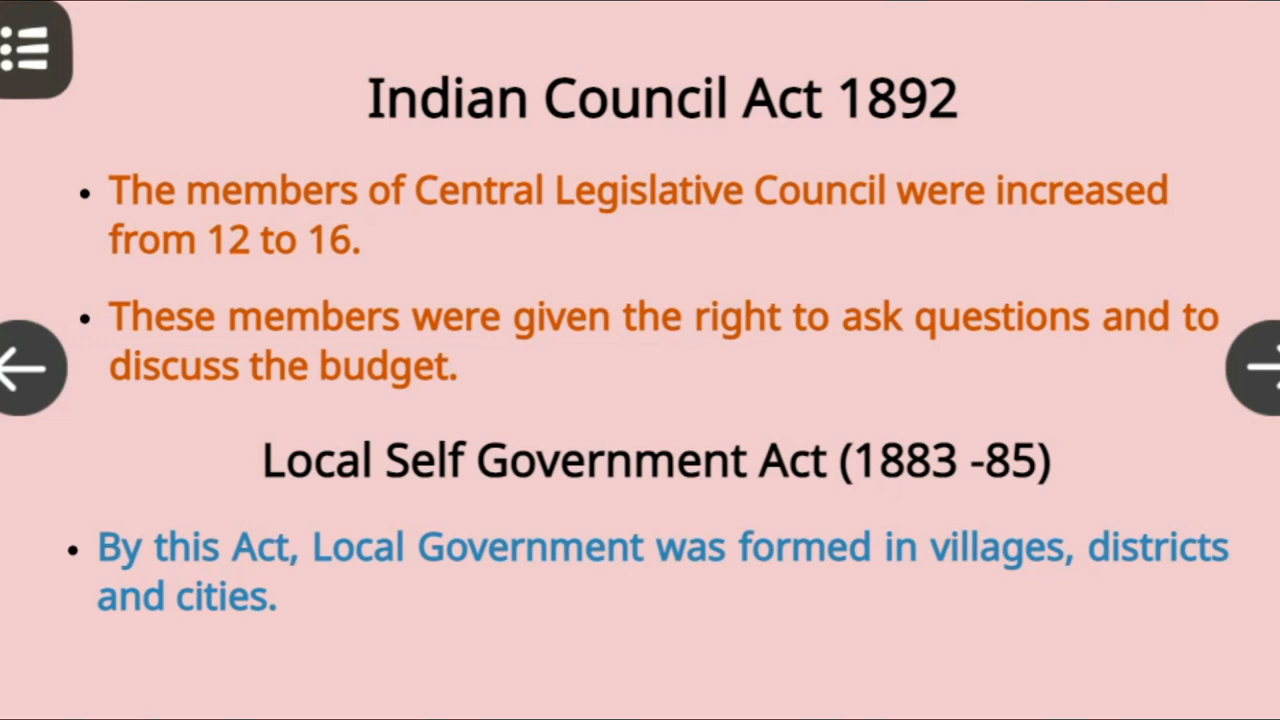 Indian Council Act 1892
• The members of Central Legislative Council were increased
from 12 to 16.
• These members were given the right to ask questions and to
discuss the budget.
Local Self Government Act (1883 -85)
• By this Act, Local Government was formed in villages, districts
and cities.